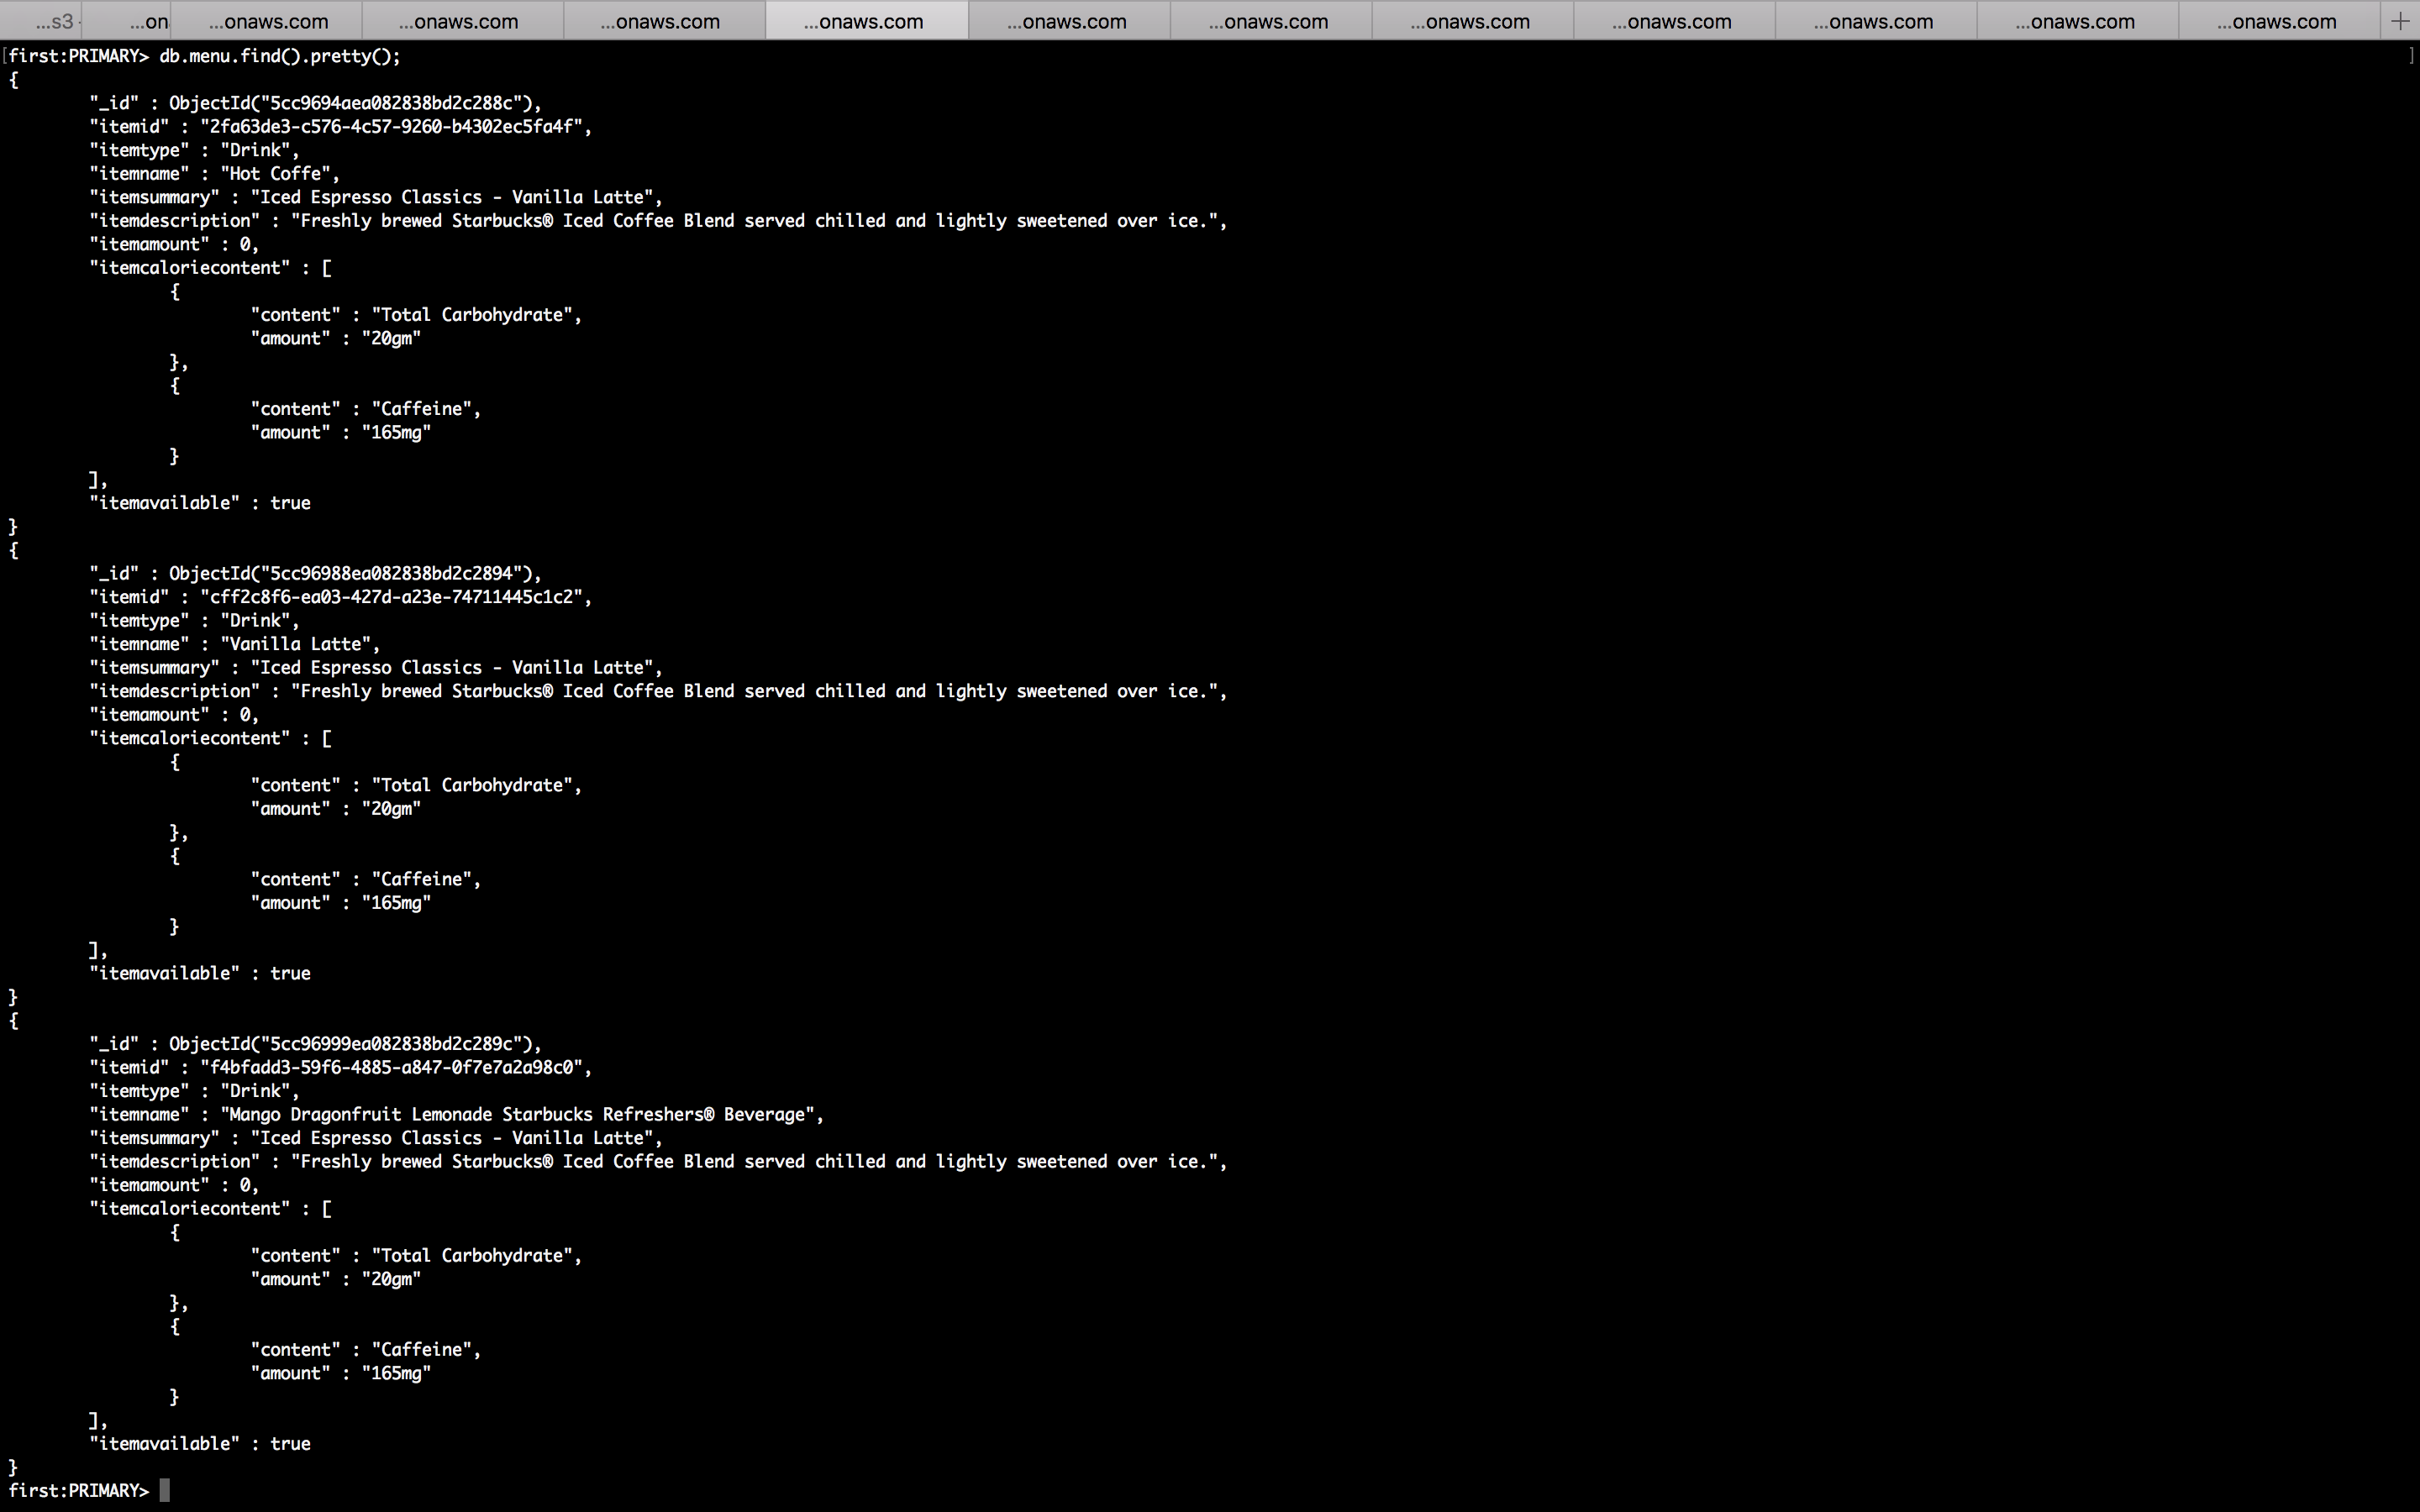 ...s3 ...on ...onaws.com ...onaws.com ...onaws.com ...onaws.com ...onaws.com ...onaws.com ...onaws.com ...onaws.com ...onaws.com ...onaws.com ...onaws.com +
[first:PRIMARY> db.menu.find().pretty(); ]
{
"_id" : ObjectId("5cc9694aea082838bd2c288c"),
"itemid" : "2fa63de3-c576-4c57-9260-b4302ec5fa4f",
"itemtype" : "Drink",
"itemname" : "Hot Coffe",
"itemsummary" : "Iced Espresso Classics - Vanilla Latte",
"itemdescription" : "Freshly brewed Starbucks® Iced Coffee Blend served chilled and lightly sweetened over ice.",
"itemamount" : 0,
"itemcaloriecontent" : [
{
"content" : "Total Carbohydrate",
"amount" : "20gm"
},
{
"content" : "Caffeine",
"amount" : "165mg"
}
],
"itemavailable" : true
}
{
"_id" : ObjectId("5cc96988ea082838bd2c2894"),
"itemid" : "cff2c8f6-ea03-427d-a23e-74711445c1c2",
"itemtype" : "Drink",
"itemname" : "Vanilla Latte",
"itemsummary" : "Iced Espresso Classics - Vanilla Latte",
"itemdescription" : "Freshly brewed Starbucks® Iced Coffee Blend served chilled and lightly sweetened over ice.",
"itemamount" : 0,
"itemcaloriecontent" : [
{
"content" : "Total Carbohydrate",
"amount" : "20gm"
},
{
"content" : "Caffeine",
"amount" : "165mg"
}
],
"itemavailable" : true
}
{
"_id" : ObjectId("5cc96999ea082838bd2c289c"),
"itemid" : "f4bfadd3-59f6-4885-a847-0f7e7a2a98c0",
"itemtype" : "Drink",
"itemname" : "Mango Dragonfruit Lemonade Starbucks Refreshers® Beverage",
"itemsummary" : "Iced Espresso Classics - Vanilla Latte",
"itemdescription" : "Freshly brewed Starbucks® Iced Coffee Blend served chilled and lightly sweetened over ice.",
"itemamount" : 0,
"itemcaloriecontent" : [
{
"content" : "Total Carbohydrate",
"amount" : "20gm"
},
{
"content" : "Caffeine",
"amount" : "165mg"
}
],
"itemavailable" : true
}
first:PRIMARY>